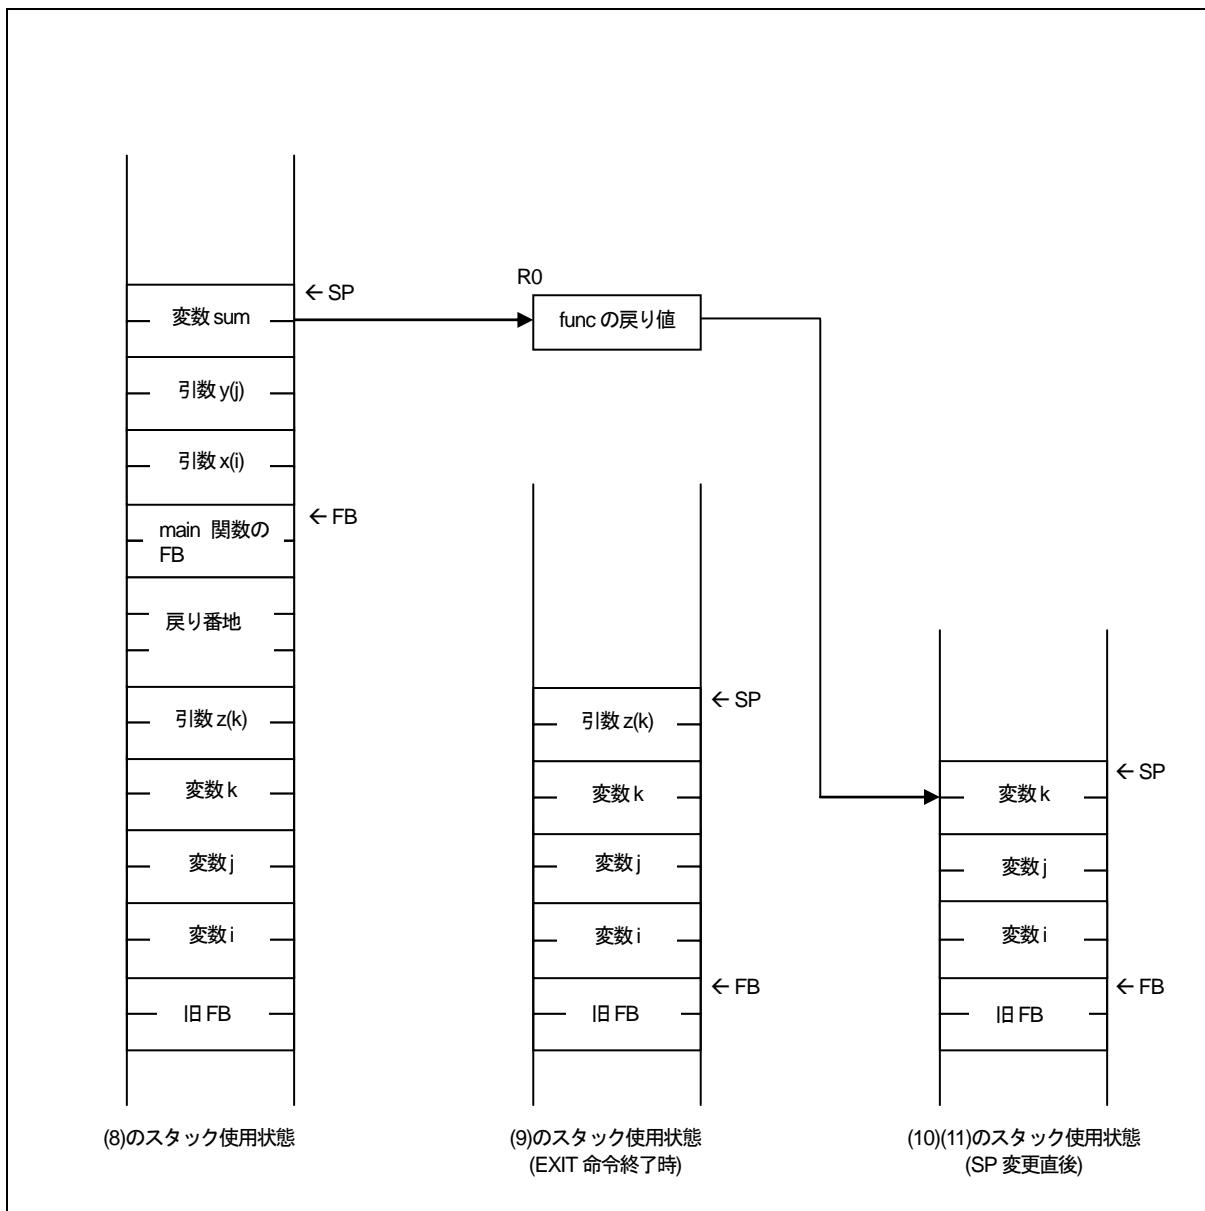 変数 sum
← SP
引数 y(j)
引数 x(i)
main 関数の
FB
← FB
戻り番地
引数 z(k)
変数 k
変数 j
変数 i
旧 FB
(8)のスタック使用状態
R0
func の戻り値
引数 z(k)
← SP
変数 k
変数 j
変数 i
← FB
旧 FB
(9)のスタック使用状態
(EXIT 命令終了時)
変数 k
← SP
変数 j
変数 i
← FB
旧 FB
(10)(11)のスタック使用状態
(SP 変更直後)